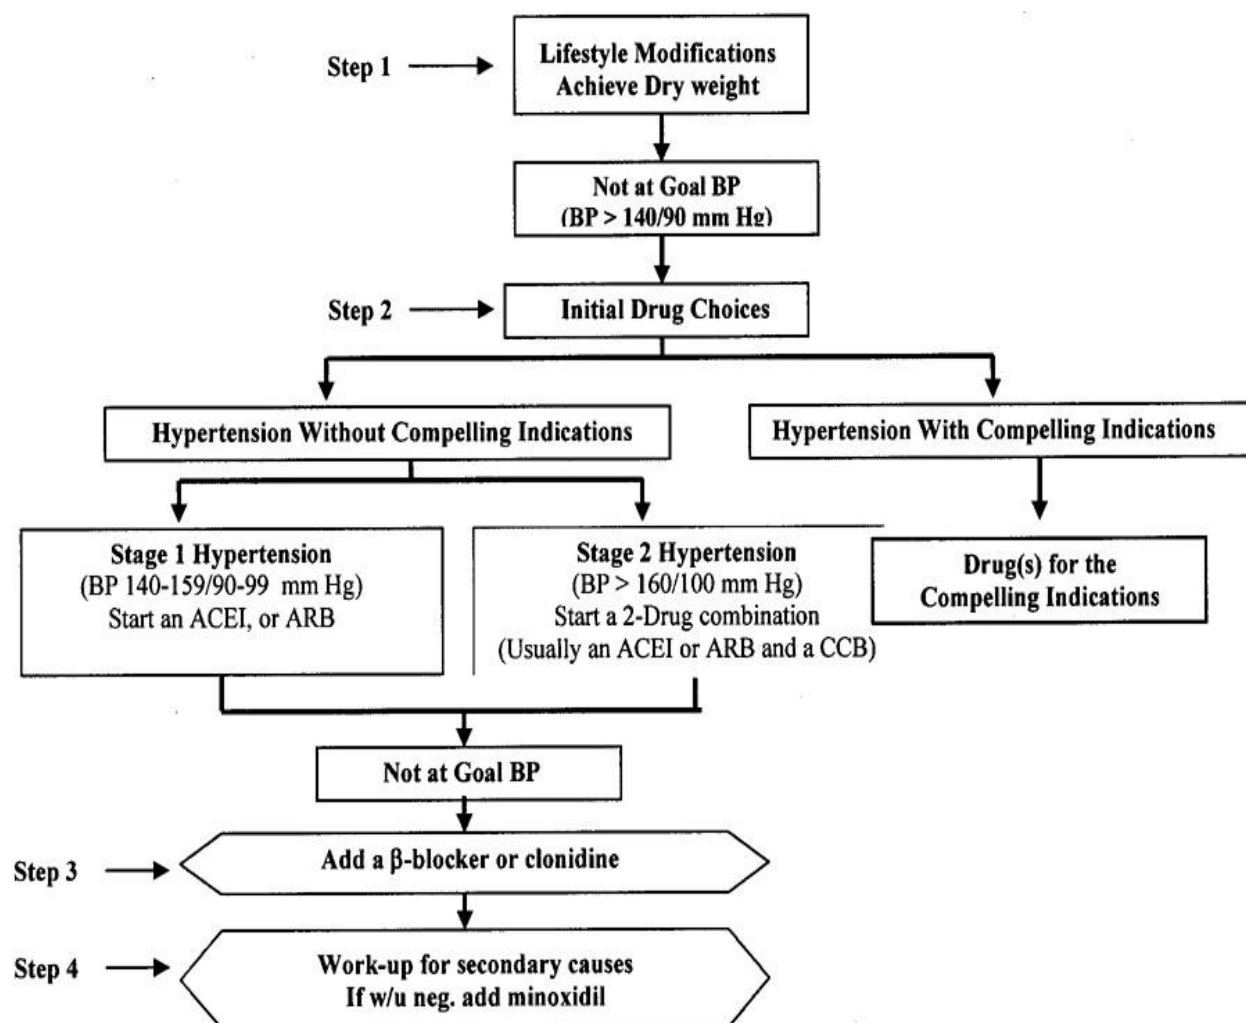 Step 1
Lifestyle Modifications
Achieve Dry weight
Not at Goal BP
(BP > 140/90 mm Hg)
Step 2
Initial Drug Choices
Hypertension Without Compelling Indications
Hypertension With Compelling Indications
Stage 1 Hypertension
(BP 140-159/90-99 mm Hg)
Start an ACEI, or ARB
Stage 2 Hypertension
(BP > 160/100 mm Hg)
Start a 2-Drug combination
(Usually an ACEI or ARB and a CCB)
Drug(s) for the
Compelling Indications
Not at Goal BP
Step 3
Add a β-blocker or clonidine
Step 4
Work-up for secondary causes
If w/u neg. add minoxidil